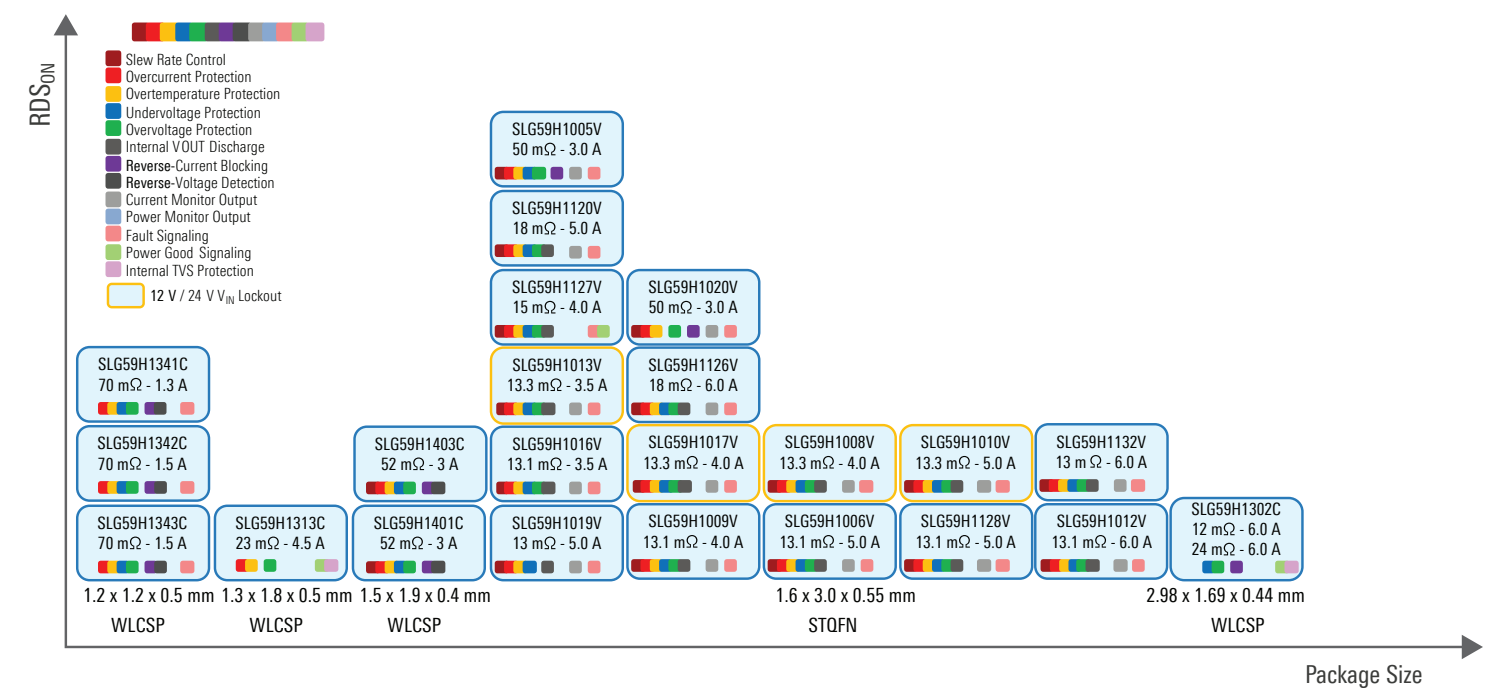 RDSON
Slew Rate Control
Overcurrent Protection
Overtemperature Protection
Undervoltage Protection
Overvoltage Protection
Internal VOUT Discharge
Reverse-Current Blocking
Reverse-Voltage Detection
Current Monitor Output
Power Monitor Output
Fault Signaling
Power Good Signaling
Internal TVS Protection
12 V / 24 V VIN Lockout
SLG59H1341C
70 mΩ - 1.3 A
SLG59H1342C
70 mΩ - 1.5 A
SLG59H1343C
70 mΩ - 1.5 A
1.2 x 1.2 x 0.5 mm
WLCSP
SLG59H1313C
23 mΩ - 4.5 A
1.3 x 1.8 x 0.5 mm
WLCSP
SLG59H1403C
52 mΩ - 3 A
SLG59H1401C
52 mΩ - 3 A
1.5 x 1.9 x 0.4 mm
WLCSP
SLG59H1005V
50 mΩ - 3.0 A
SLG59H1120V
18 mΩ - 5.0 A
SLG59H1127V
15 mΩ - 4.0 A
SLG59H1013V
13.3 mΩ - 3.5 A
SLG59H1016V
13.1 mΩ - 3.5 A
SLG59H1019V
13 mΩ - 5.0 A
SLG59H1020V
50 mΩ - 3.0 A
SLG59H1126V
18 mΩ - 6.0 A
SLG59H1017V
13.3 mΩ - 4.0 A
SLG59H1009V
13.1 mΩ - 4.0 A
SLG59H1008V
13.3 mΩ - 4.0 A
SLG59H1006V
13.1 mΩ - 5.0 A
SLG59H1010V
13.3 mΩ - 5.0 A
SLG59H1128V
13.1 mΩ - 5.0 A
SLG59H1132V
13 m Ω - 6.0 A
SLG59H1012V
13.1 mΩ - 6.0 A
1.6 x 3.0 x 0.55 mm
STQFN
SLG59H1302C
12 mΩ - 6.0 A
24 mΩ - 6.0 A
2.98 x 1.69 x 0.44 mm
WLCSP
Package Size